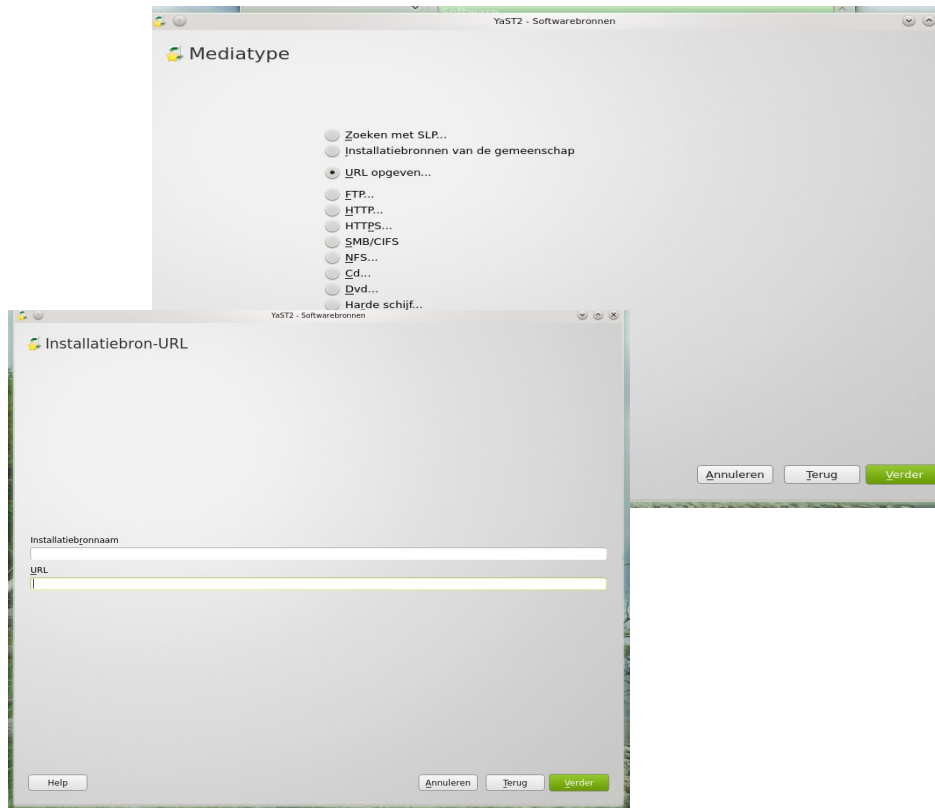 Software
YaST2 - Softwarebronnen
Mediatype
Zoeken met SLP...
Installatiebronnen van de gemeenschap
URL opgeven...
FTP...
HTTP...
HTTPS...
SMB/CIFS
NFS...
Cd...
Dvd...
Harde schijf...
Annuleren
Terug
Verder
YaST2 - Softwarebronnen
Installatiebron-URL
Installatiebronnaam
URL
Help
Annuleren
Terug
Verder